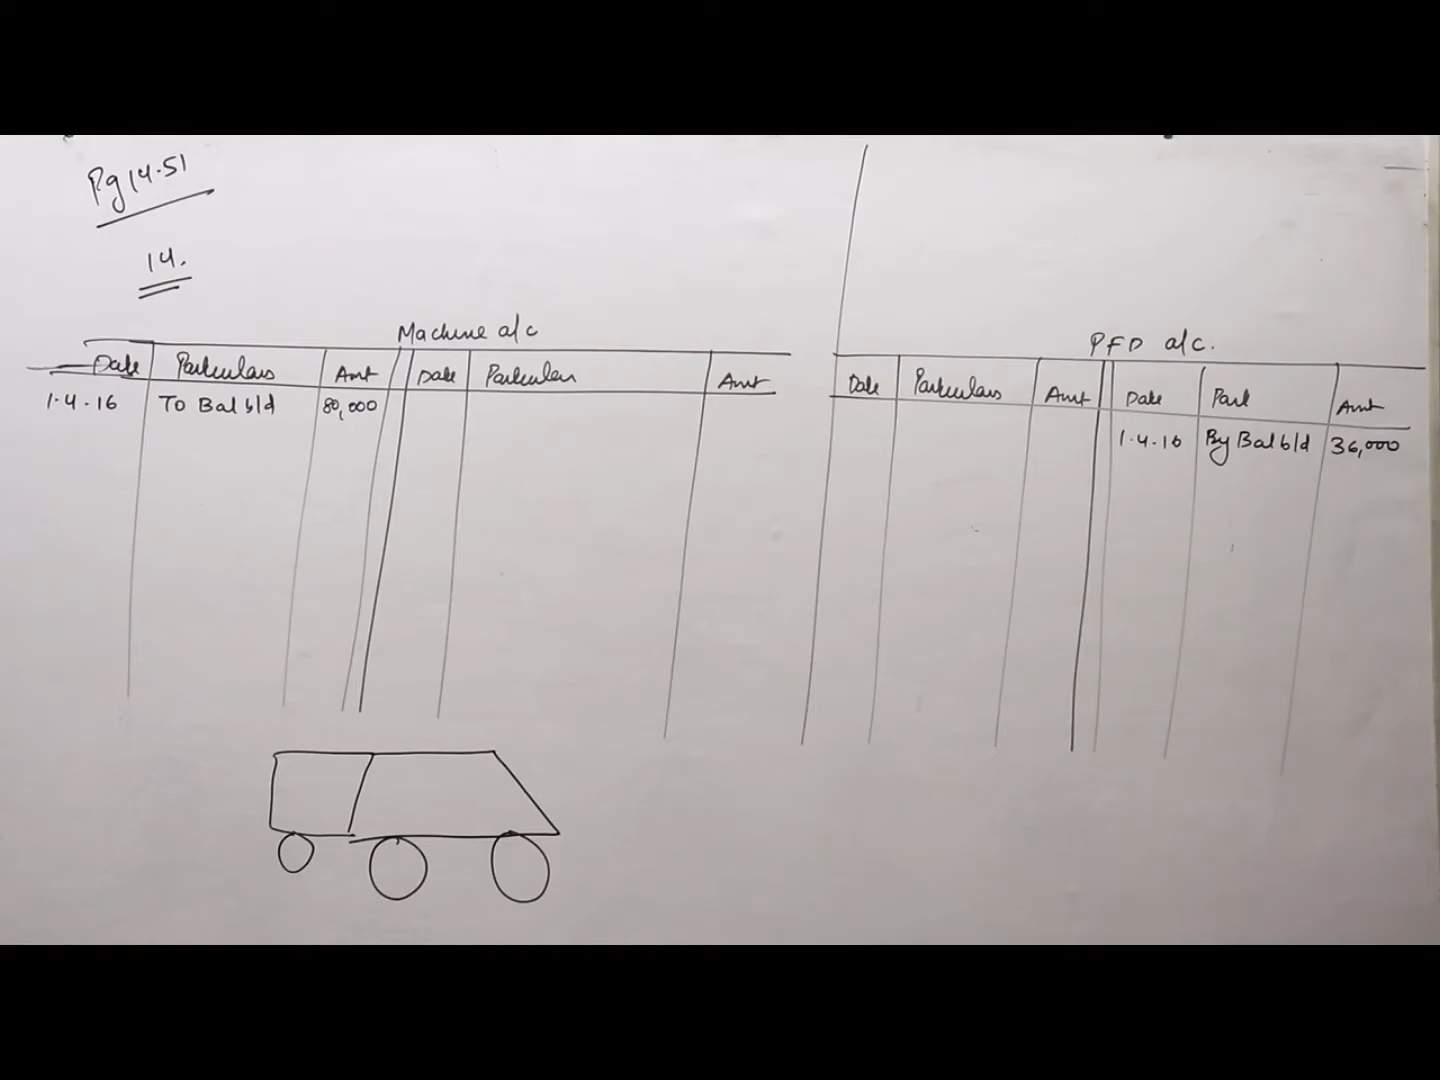 Pg 14.51
14.
Machine a/c
Date Particulars Amt Date Particulars Amt
1.4.16 To Bal b/d 80,000
PFD a/c.
Date Particulars Amt Date Part Amt
1.4.16 By Bal b/d 36,000